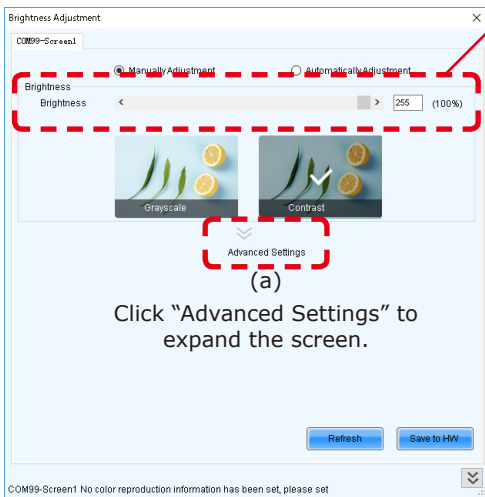 Brightness Adjustment
COM99-Screen1
Manually Adjustment Automatically Adjustment
Brightness
Brightness 255 (100%)
Grayscale Contrast
Advanced Settings
(a)
Click “Advanced Settings” to
expand the screen.
Refresh Save to HW
COM99-Screen1 No color reproduction information has been set, please set